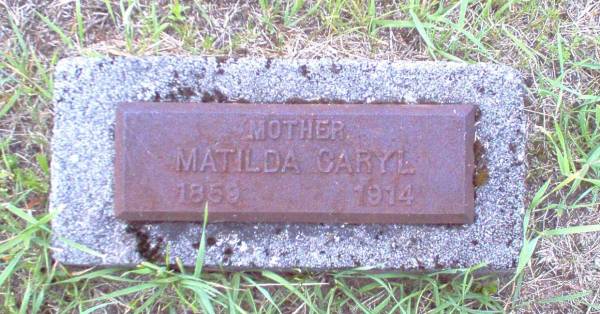 MOTHER.
MATILDA CARYL
1859 1914